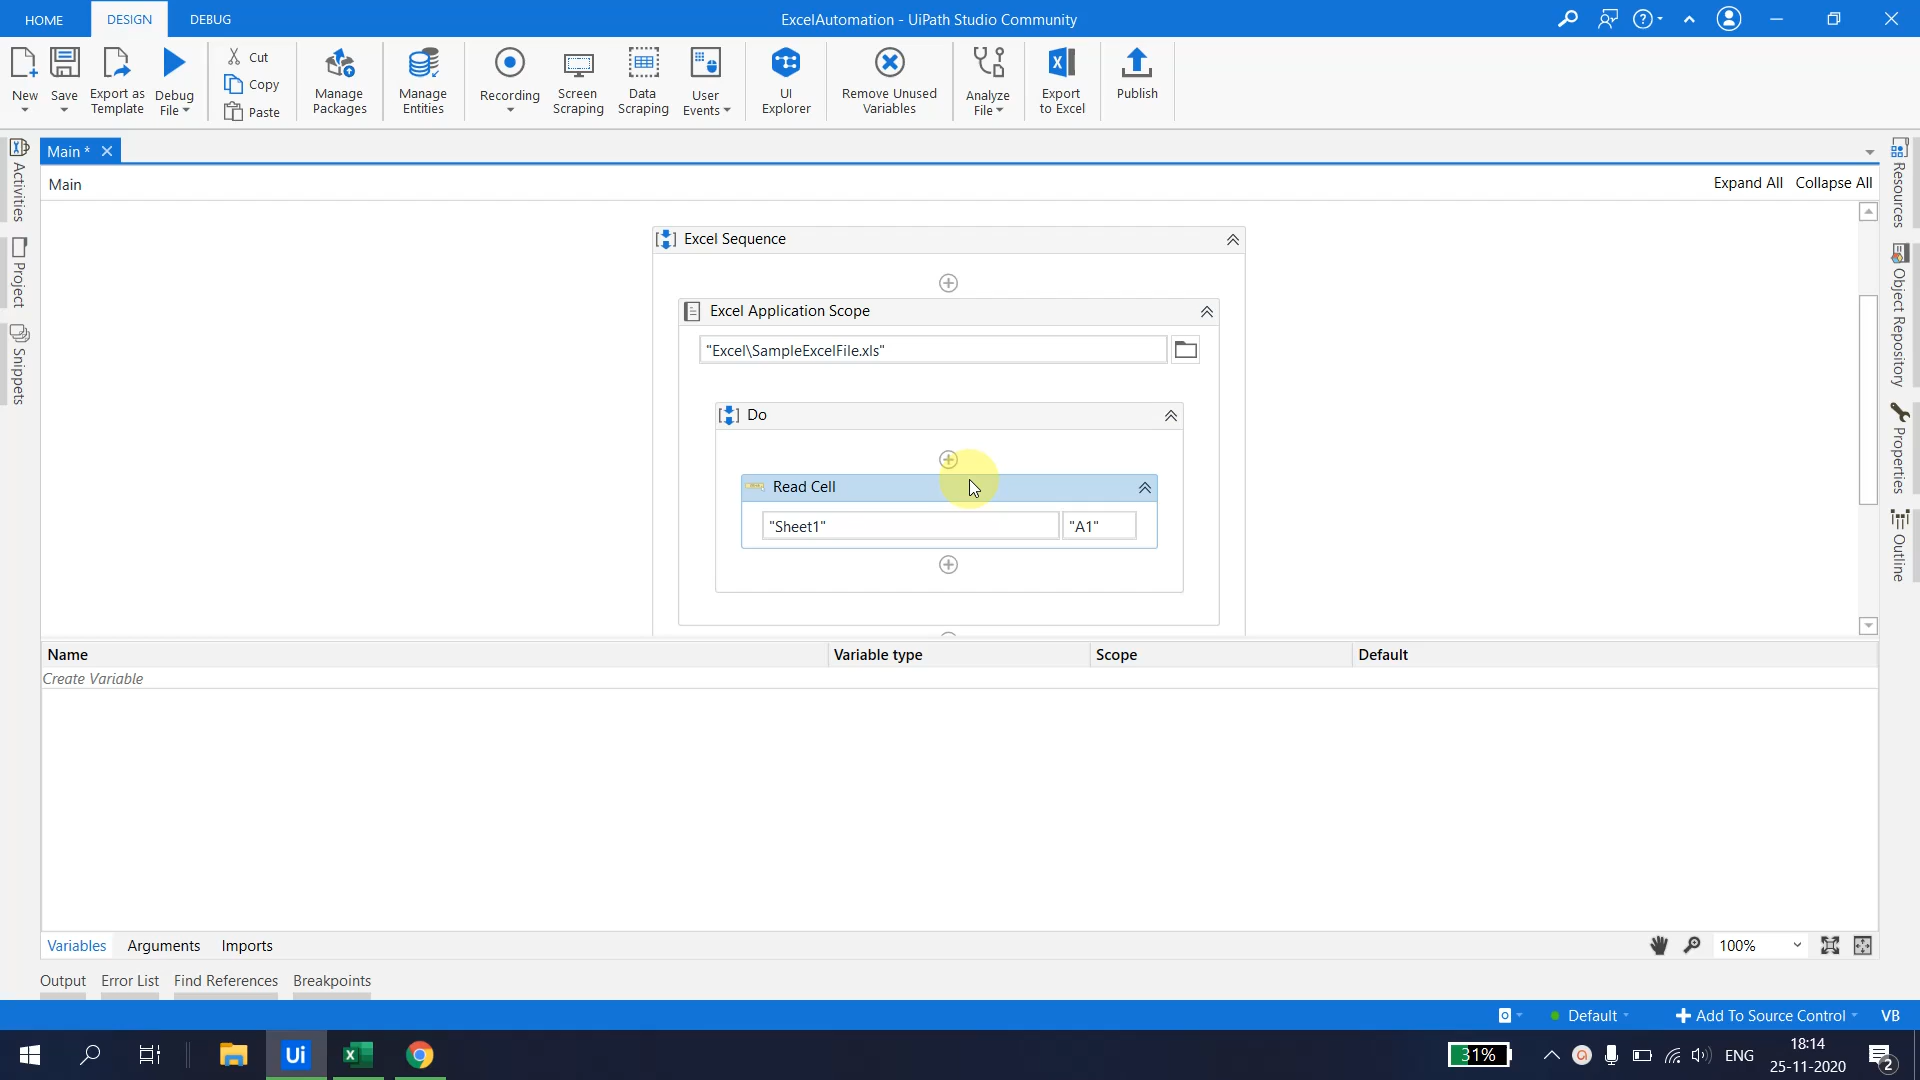 HOME DESIGN DEBUG ExcelAutomation - UiPath Studio Community
New
Save
Export as
Template
Debug
File
Cut
Copy
Paste
Manage
Packages
Manage
Entities
Recording
Screen
Scraping
Data
Scraping
User
Events
UI
Explorer
Remove Unused
Variables
Analyze
File
Export
to Excel
Publish
Main *
Main Expand All Collapse All
Activities
Project
Snippets
Resources
Object Repository
Properties
Outline
Excel Sequence
Excel Application Scope
"Excel\SampleExcelFile.xls"
Do
Read Cell
"Sheet1" "A1"
Name Variable type Scope Default
Create Variable
Variables Arguments Imports 100%
Output Error List Find References Breakpoints
Default Add To Source Control VB
Ui
31% ENG 18:14
25-11-2020
2